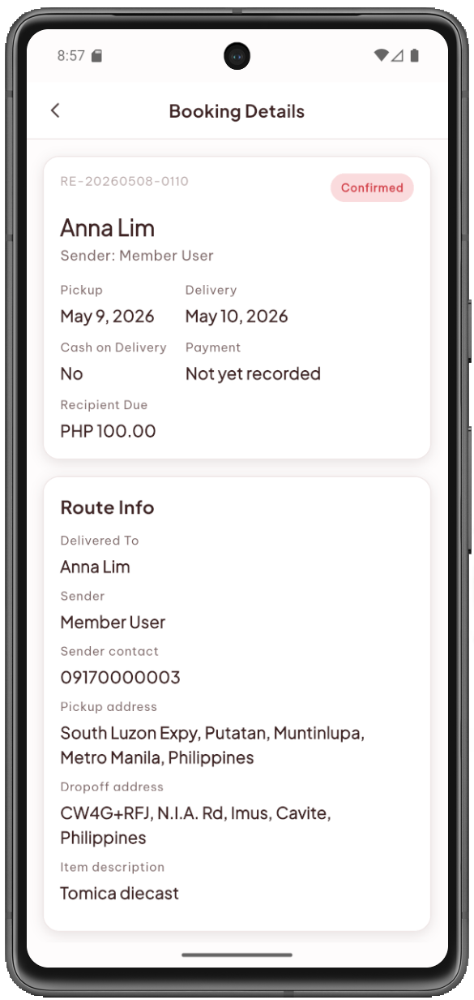 8:57
Booking Details
RE-20260508-0110
Confirmed
Anna Lim
Sender: Member User
Pickup
Delivery
May 9, 2026
May 10, 2026
Cash on Delivery
Payment
No
Not yet recorded
Recipient Due
PHP 100.00
Route Info
Delivered To
Anna Lim
Sender
Member User
Sender contact
09170000003
Pickup address
South Luzon Expy, Putatan, Muntinlupa,
Metro Manila, Philippines
Dropoff address
CW4G+RFJ, N.I.A. Rd, Imus, Cavite,
Philippines
Item description
Tomica diecast